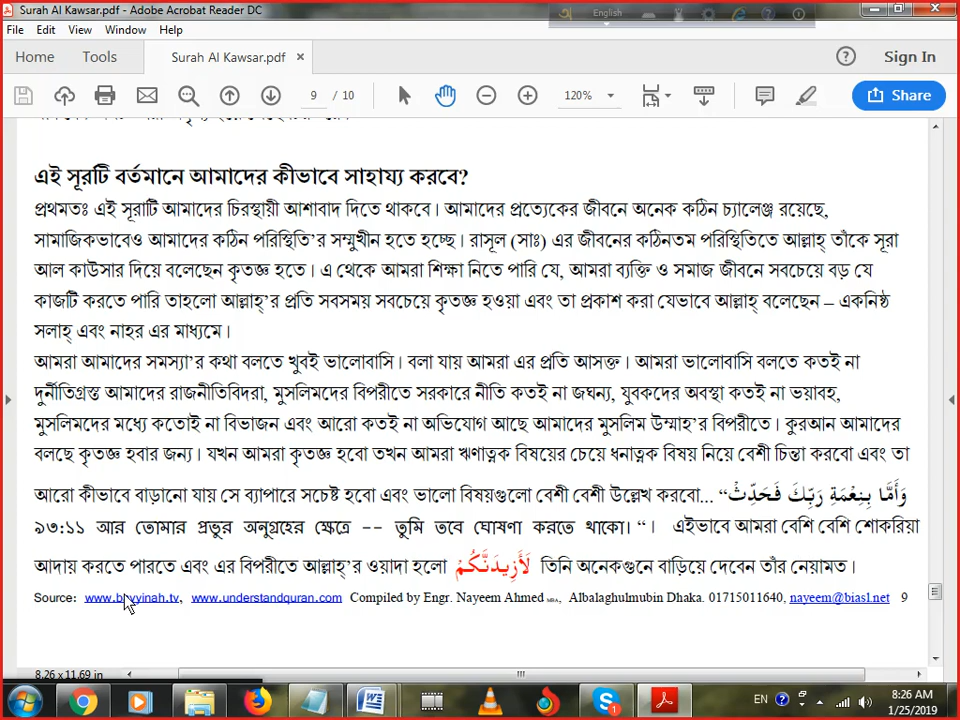 Surah Al Kawsar.pdf - Adobe Acrobat Reader DC
English
File Edit View Window Help
Home Tools Surah Al Kawsar.pdf × Sign In
9 / 10 120% Share
এই সূরটি বর্তমানে আমাদের কীভাবে সাহায্য করবে?
প্রথমতঃ এই সূরাটি আমাদের চিরস্থায়ী আশাবাদ দিতে থাকবে। আমাদের প্রত্যেকের জীবনে অনেক কঠিন চ্যালেঞ্জ রয়েছে,
সামাজিকভাবেও আমাদের কঠিন পরিস্থিতি’র সম্মুখীন হতে হচ্ছে। রাসূল (সাঃ) এর জীবনের কঠিনতম পরিস্থিতিতে আল্লাহ্ তাঁকে সূরা
আল কাউসার দিয়ে বলেছেন কৃতজ্ঞ হতে। এ থেকে আমরা শিক্ষা নিতে পারি যে, আমরা ব্যক্তি ও সমাজ জীবনে সবচেয়ে বড় যে
কাজটি করতে পারি তাহলো আল্লাহ্’র প্রতি সবসময় সবচেয়ে কৃতজ্ঞ হওয়া এবং তা প্রকাশ করা যেভাবে আল্লাহ্ বলেছেন – একনিষ্ঠ
সলাহ্ এবং নাহর এর মাধ্যমে।
আমরা আমাদের সমস্যা’র কথা বলতে খুবই ভালোবাসি। বলা যায় আমরা এর প্রতি আসক্ত। আমরা ভালোবাসি বলতে কতই না
দুর্নীতিগ্রস্ত আমাদের রাজনীতিবিদরা, মুসলিমদের বিপরীতে সরকারে নীতি কতই না জঘন্য, যুবকদের অবস্থা কতই না ভয়াবহ,
মুসলিমদের মধ্যে কতোই না বিভাজন এবং আরো কতই না অভিযোগ আছে আমাদের মুসলিম উম্মাহ’র বিপরীতে। কুরআন আমাদের
বলছে কৃতজ্ঞ হবার জন্য। যখন আমরা কৃতজ্ঞ হবো তখন আমরা ঋণাত্নক বিষয়ের চেয়ে ধনাত্নক বিষয় নিয়ে বেশী চিন্তা করবো এবং তা
আরো কীভাবে বাড়ানো যায় সে ব্যাপারে সচেষ্ট হবো এবং ভালো বিষয়গুলো বেশী বেশী উল্লেখ করবো... “وَأَمَّا بِنِعْمَةِ رَبِّكَ فَحَدِّثْ
৯৩:১১ আর তোমার প্রভুর অনুগ্রহের ক্ষেত্রে -- তুমি তবে ঘোষণা করতে থাকো। “। এইভাবে আমরা বেশি বেশি শোকরিয়া
আদায় করতে পারতে এবং এর বিপরীতে আল্লাহ্’র ওয়াদা হলো لَأَزِيدَنَّكُمْ তিনি অনেকগুনে বাড়িয়ে দেবেন তাঁর নেয়ামত।
Source: www.bayyinah.tv, www.understandquran.com Compiled by Engr. Nayeem Ahmed MBA, Albalaghulmubin Dhaka. 01715011640, nayeem@biasl.net 9
8.26 x 11.69 in
EN 8:26 AM
1/25/2019